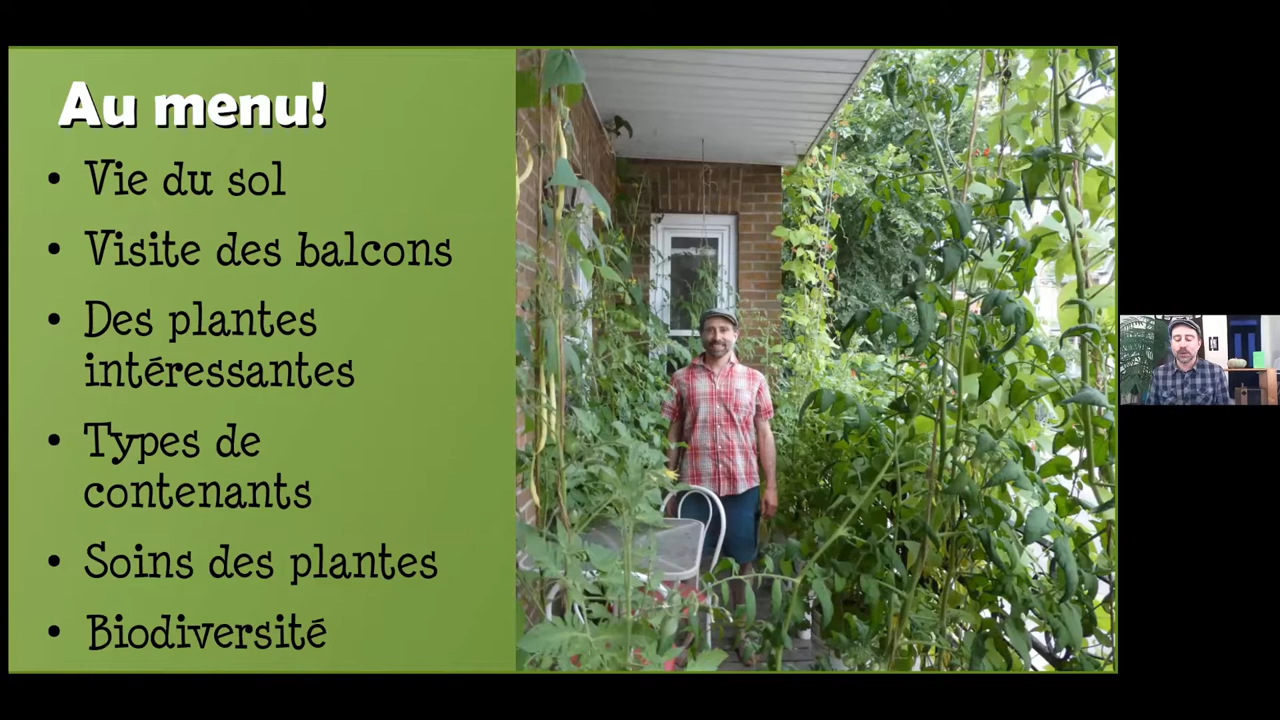 Au menu!
• Vie du sol
• Visite des balcons
• Des plantes
intéressantes
• Types de
contenants
• Soins des plantes
• Biodiversité